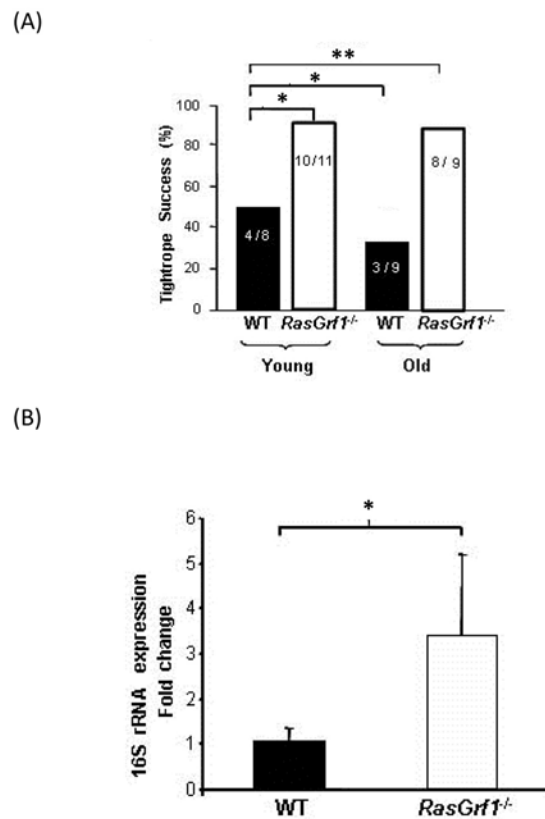 (A)
**
*
*
Tightrope Success (%)
100
80
60
40
20
0
4/8
10/11
3/9
8/9
WT RasGrf1-/- WT RasGrf1-/-
Young Old
(B)
*
16S rRNA expression
Fold change
6
5
4
3
2
1
0
WT RasGrf1-/-